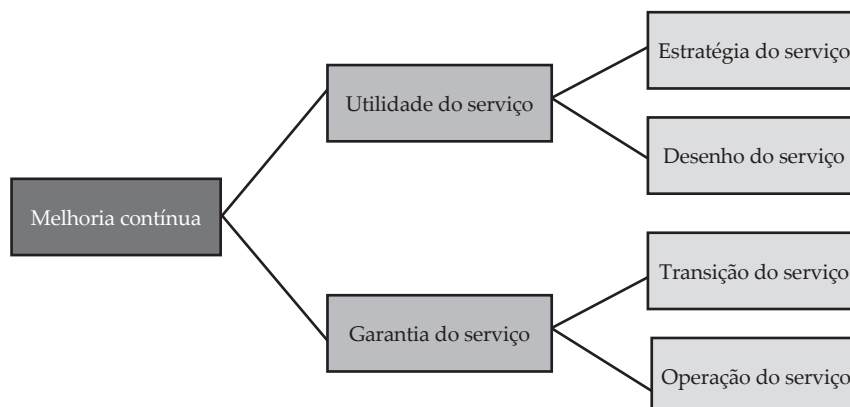 Estratégia do serviço
Utilidade do serviço
Desenho do serviço
Melhoria contínua
Transição do serviço
Garantia do serviço
Operação do serviço